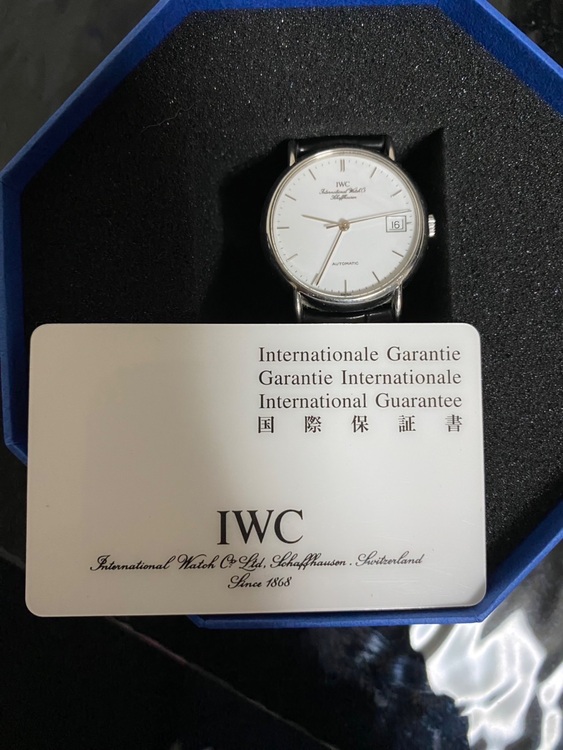 IWC
International Watch Co
Schaffhausen
16
AUTOMATIC
Internationale Garantie
Garantie Internationale
International Guarantee
国際保証書
IWC
International Watch Co Ltd, Schaffhausen, Switzerland
Since 1868